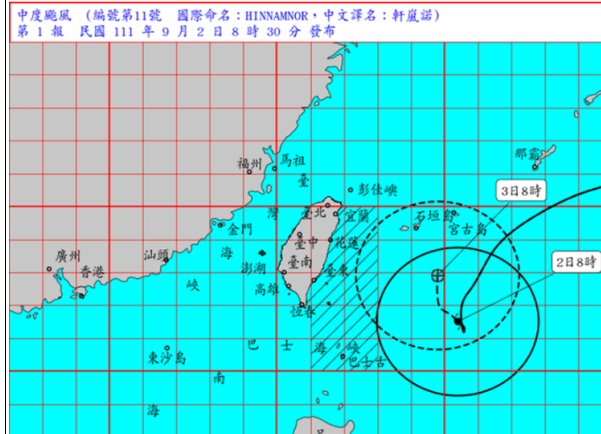 中度颱風 (編號第11號 國際命名：HINNAMNOR，中文譯名：軒嵐諾)
第 1 報 民國 111 年 9 月 2 日 8 時 30 分 發布
那霸
福州
馬祖
臺
彭佳嶼
3日8時
灣
臺北
宜蘭
石垣島
宮古島
金門
臺中
花蓮
海
廣州
汕頭
澎湖
臺南
臺東
2日8時
香港
峽
高雄
恆春
巴 士 海 峽
東沙島
巴士古
南
海